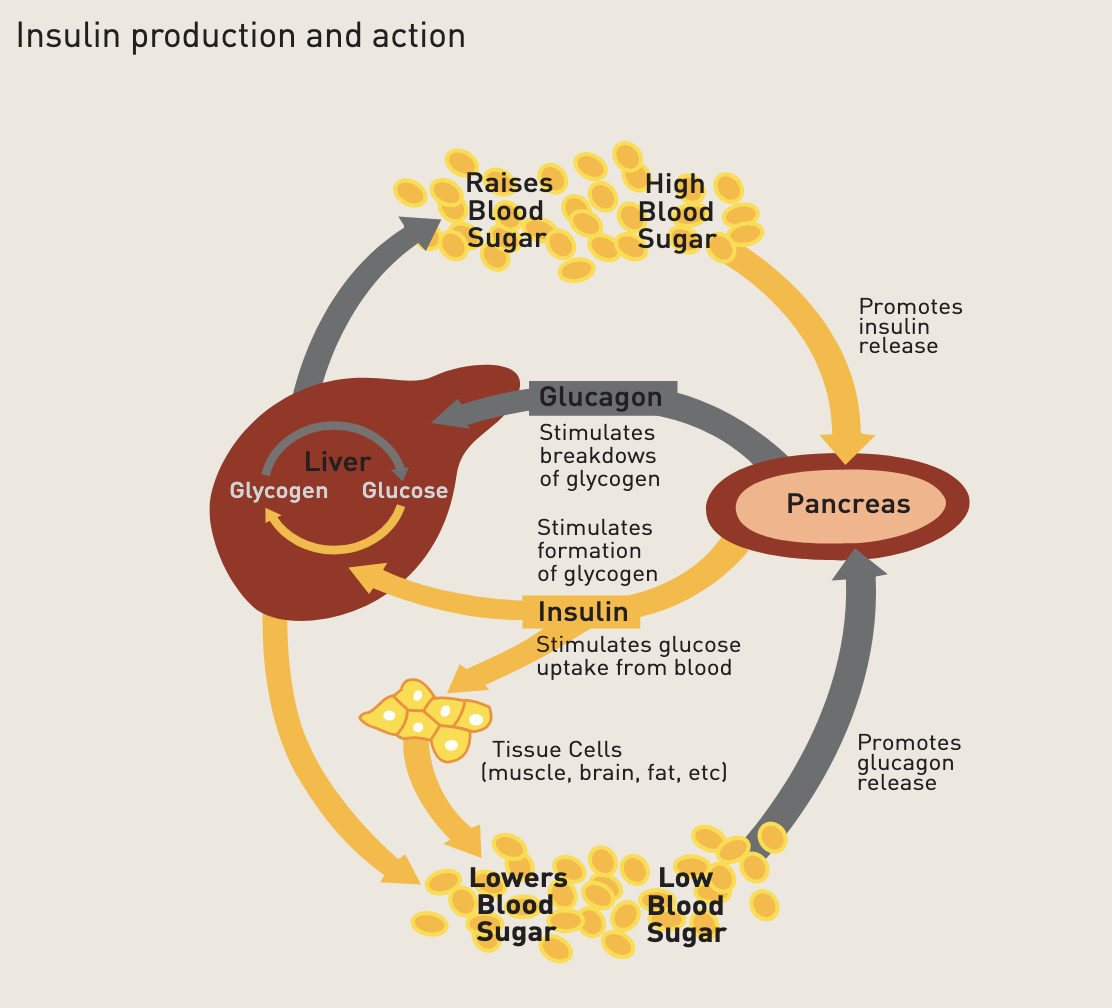 Insulin production and action
Raises
Blood
Sugar
High
Blood
Sugar
Promotes
insulin
release
Glucagon
Stimulates
breakdows
of glycogen
Liver
Glycogen
Glucose
Pancreas
Stimulates
formation
of glycogen
Insulin
Stimulates glucose
uptake from blood
Tissue Cells
(muscle, brain, fat, etc)
Promotes
glucagon
release
Lowers
Blood
Sugar
Low
Blood
Sugar